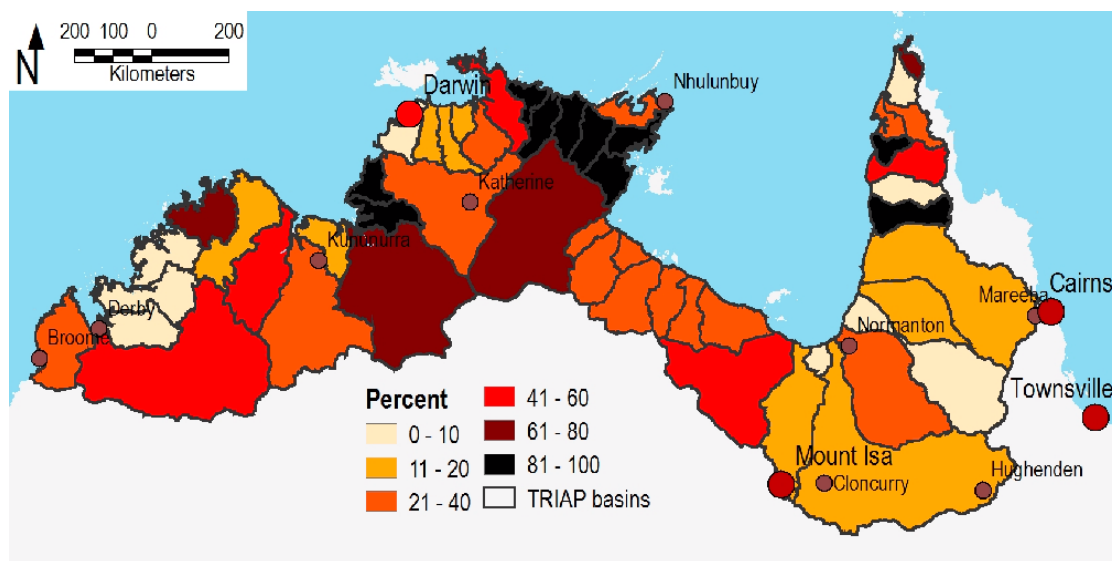 200 100 0 200
Kilometers
N
Darwin
Nhulunbuy
Katherine
Kununurra
Derby
Broome
Cairns
Mareeba
Normanton
Townsville
Mount Isa
Cloncurry
Hughenden
Percent
0 - 10
11 - 20
21 - 40
41 - 60
61 - 80
81 - 100
TRIAP basins